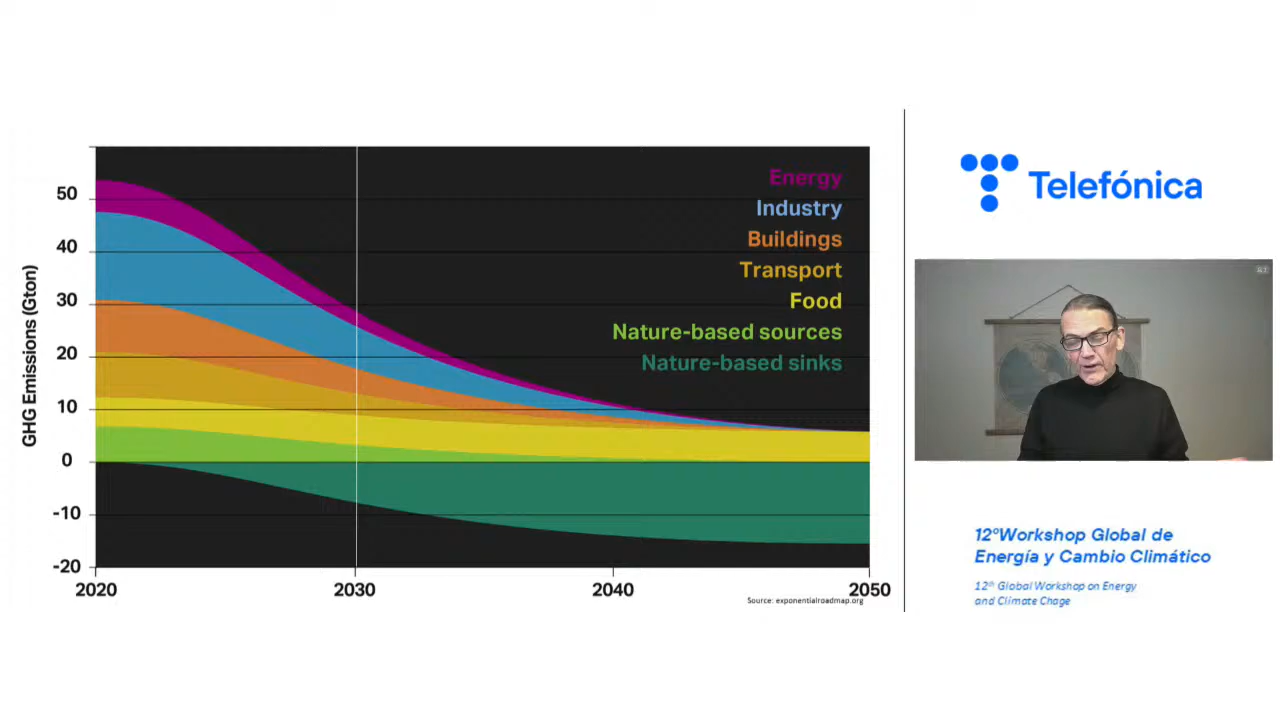 GHG Emissions (Gton)
50
40
30
20
10
0
-10
-20
2020
2030
2040
2050
Energy
Industry
Buildings
Transport
Food
Nature-based sources
Nature-based sinks
Source: exponentialroadmap.org
Telefónica
12ºWorkshop Global de
Energía y Cambio Climático
12th Global Workshop on Energy
and Climate Chage